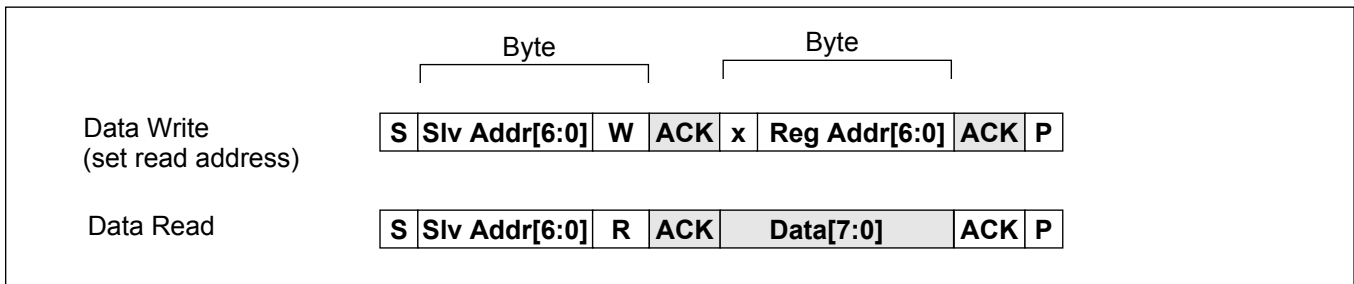 Byte Byte
Data Write
(set read address)
S Slv Addr[6:0] W ACK x Reg Addr[6:0] ACK P
Data Read
S Slv Addr[6:0] R ACK Data[7:0] ACK P